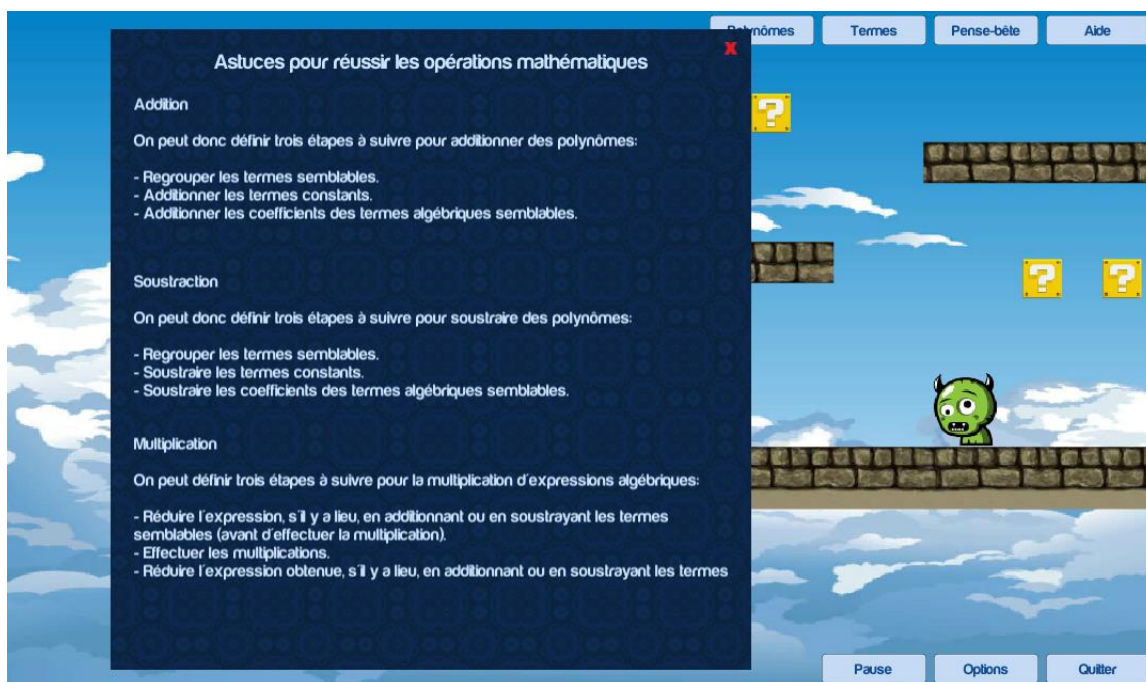 Polynômes
Termes
Pense-bête
Aide
X
Astuces pour réussir les opérations mathématiques
Addition
On peut donc définir trois étapes à suivre pour additionner des polynômes:
- Regrouper les termes semblables.
- Additionner les termes constants.
- Additionner les coefficients des termes algébriques semblables.
Soustraction
On peut donc définir trois étapes à suivre pour soustraire des polynômes:
- Regrouper les termes semblables.
- Soustraire les termes constants.
- Soustraire les coefficients des termes algébriques semblables.
Multiplication
On peut définir trois étapes à suivre pour la multiplication d'expressions algébriques:
- Réduire l'expression, s'il y a lieu, en additionnant ou en soustrayant les termes
semblables (avant d'effectuer la multiplication).
- Effectuer les multiplications.
- Réduire l'expression obtenue, s'il y a lieu, en additionnant ou en soustrayant les termes
?
?
?
Pause
Options
Quitter